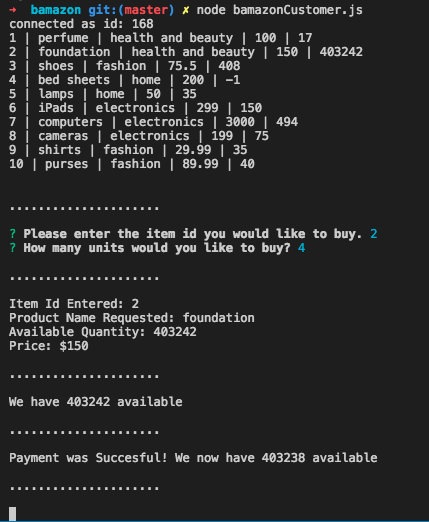 ➜  bamazon git:(master) ✗ node bamazonCustomer.js
connected as id: 168
1 | perfume | health and beauty | 100 | 17
2 | foundation | health and beauty | 150 | 403242
3 | shoes | fashion | 75.5 | 408
4 | bed sheets | home | 200 | -1
5 | lamps | home | 50 | 35
6 | iPads | electronics | 299 | 150
7 | computers | electronics | 3000 | 494
8 | cameras | electronics | 199 | 75
9 | shirts | fashion | 29.99 | 35
10 | purses | fashion | 89.99 | 40
.....................
? Please enter the item id you would like to buy. 2
? How many units would you like to buy? 4
.....................
Item Id Entered: 2
Product Name Requested: foundation
Available Quantity: 403242
Price: $150
.....................
We have 403242 available
.....................
Payment was Succesful! We now have 403238 available
.....................